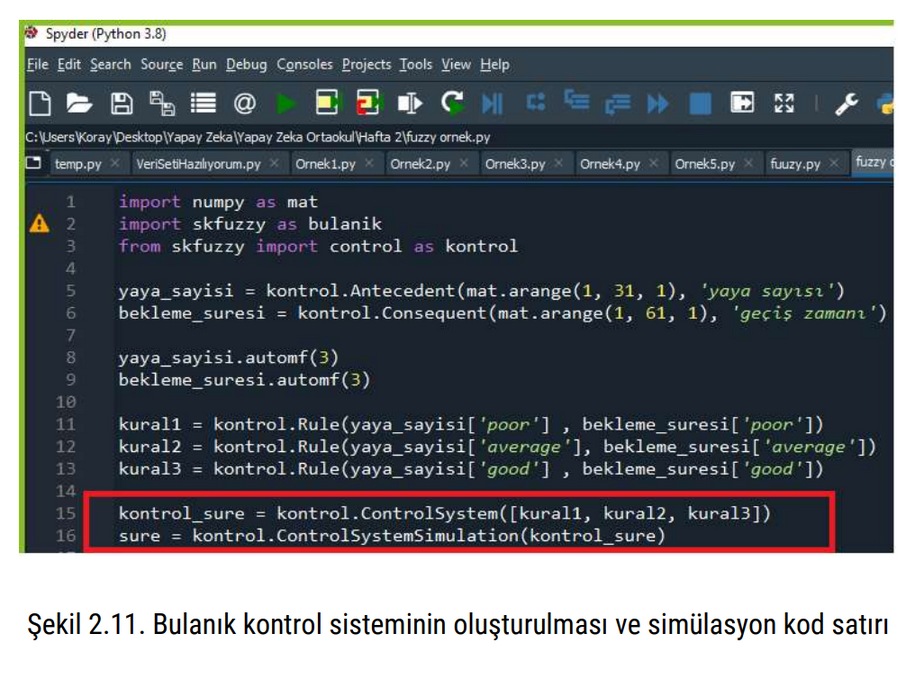 Spyder (Python 3.8)
File Edit Search Source Run Debug Consoles Projects Tools View Help
C:\Users\Koray\Desktop\Yapay Zeka\Yapay Zeka Ortaokul\Hafta 2\fuzzy ornek.py
temp.py VeriSetiHazılıyorum.py Ornek1.py Ornek2.py Ornek3.py Ornek4.py Ornek5.py fuuzy.py fuzzy o
1 import numpy as mat
2 import skfuzzy as bulanik
3 from skfuzzy import control as kontrol
4
5 yaya_sayisi = kontrol.Antecedent(mat.arange(1, 31, 1), 'yaya sayısı')
6 bekleme_suresi = kontrol.Consequent(mat.arange(1, 61, 1), 'geçiş zamanı')
7
8 yaya_sayisi.automf(3)
9 bekleme_suresi.automf(3)
10
11 kural1 = kontrol.Rule(yaya_sayisi['poor'] , bekleme_suresi['poor'])
12 kural2 = kontrol.Rule(yaya_sayisi['average'], bekleme_suresi['average'])
13 kural3 = kontrol.Rule(yaya_sayisi['good'] , bekleme_suresi['good'])
14
15 kontrol_sure = kontrol.ControlSystem([kural1, kural2, kural3])
16 sure = kontrol.ControlSystemSimulation(kontrol_sure)
Şekil 2.11. Bulanık kontrol sisteminin oluşturulması ve simülasyon kod satırı